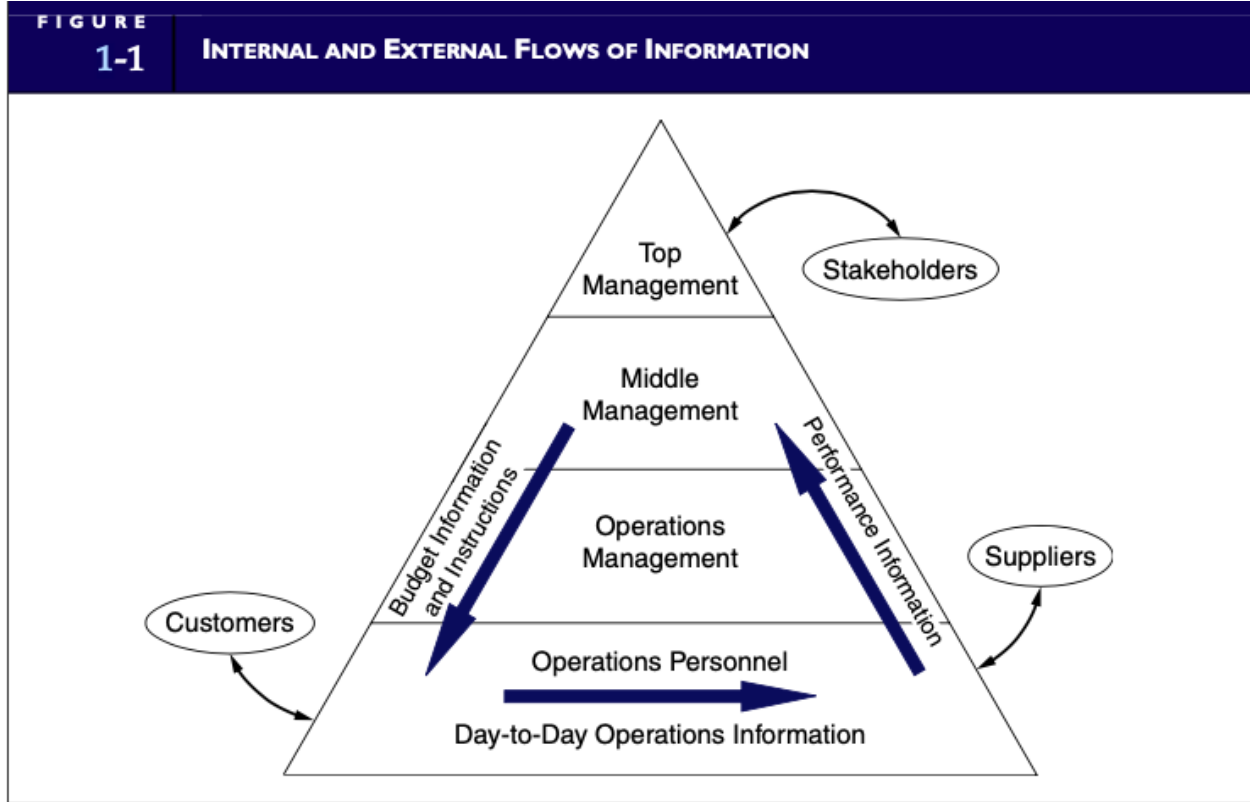 FIGURE
1-1
INTERNAL AND EXTERNAL FLOWS OF INFORMATION
Top
Management
Stakeholders
Middle
Management
Budget Information
and Instructions
Performance Information
Operations
Management
Suppliers
Customers
Operations Personnel
Day-to-Day Operations Information